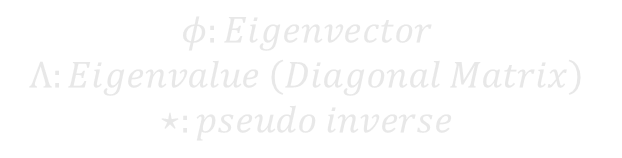 ϕ: Eigenvector
Λ: Eigenvalue (Diagonal Matrix)
⋆: pseudo inverse